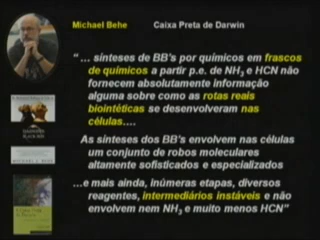 Michael Behe Caixa Preta de Darwin
“ ... sínteses de BB's por químicos em frascos
de químicos a partir p.e. de NH3 e HCN não
fornecem absolutamente informação
alguma sobre como as rotas reais
biointéticas se desenvolveram nas
células….
As sínteses dos BB's envolvem nas células
um conjunto de robos moleculares
altamente sofisticados e especializados
...e mais ainda, inúmeras etapas, diversos
reagentes, intermediários instáveis e não
envolvem nem NH3 e muito menos HCN”